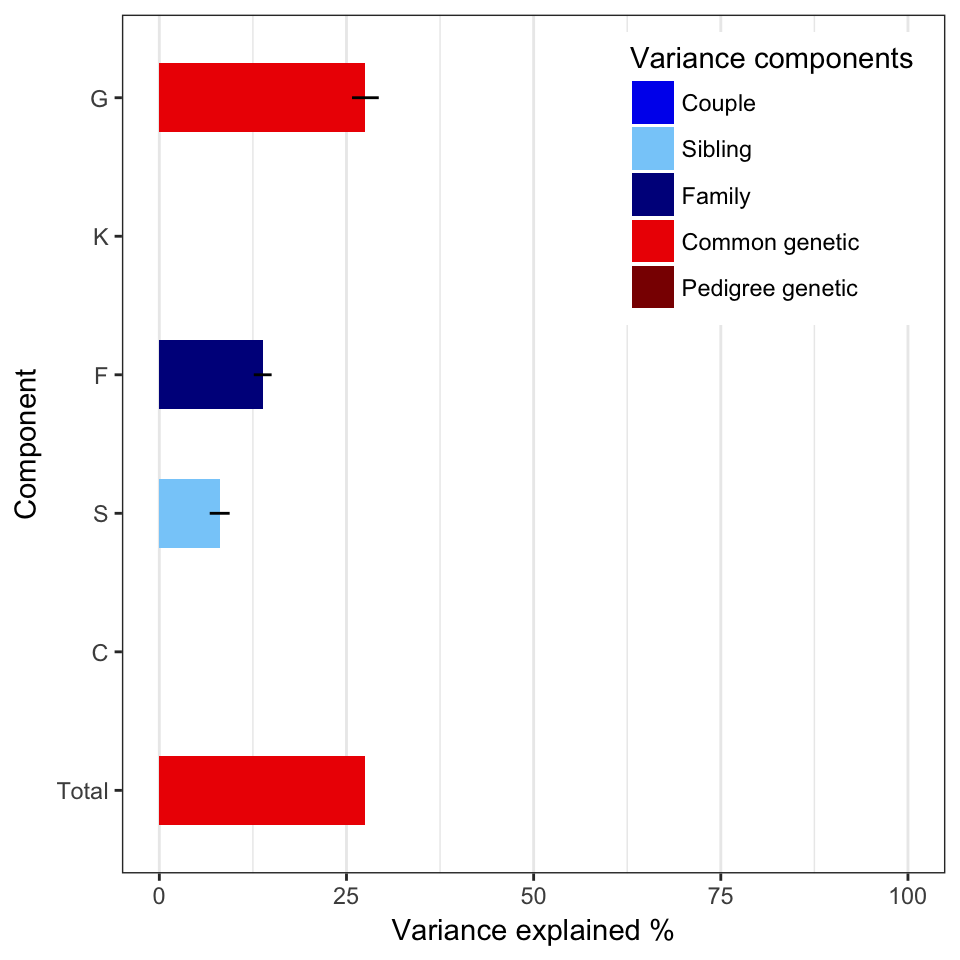 Variance components
Couple
Sibling
Family
Common genetic
Pedigree genetic
Component
G
K
F
S
C
Total
0 25 50 75 100
Variance explained %